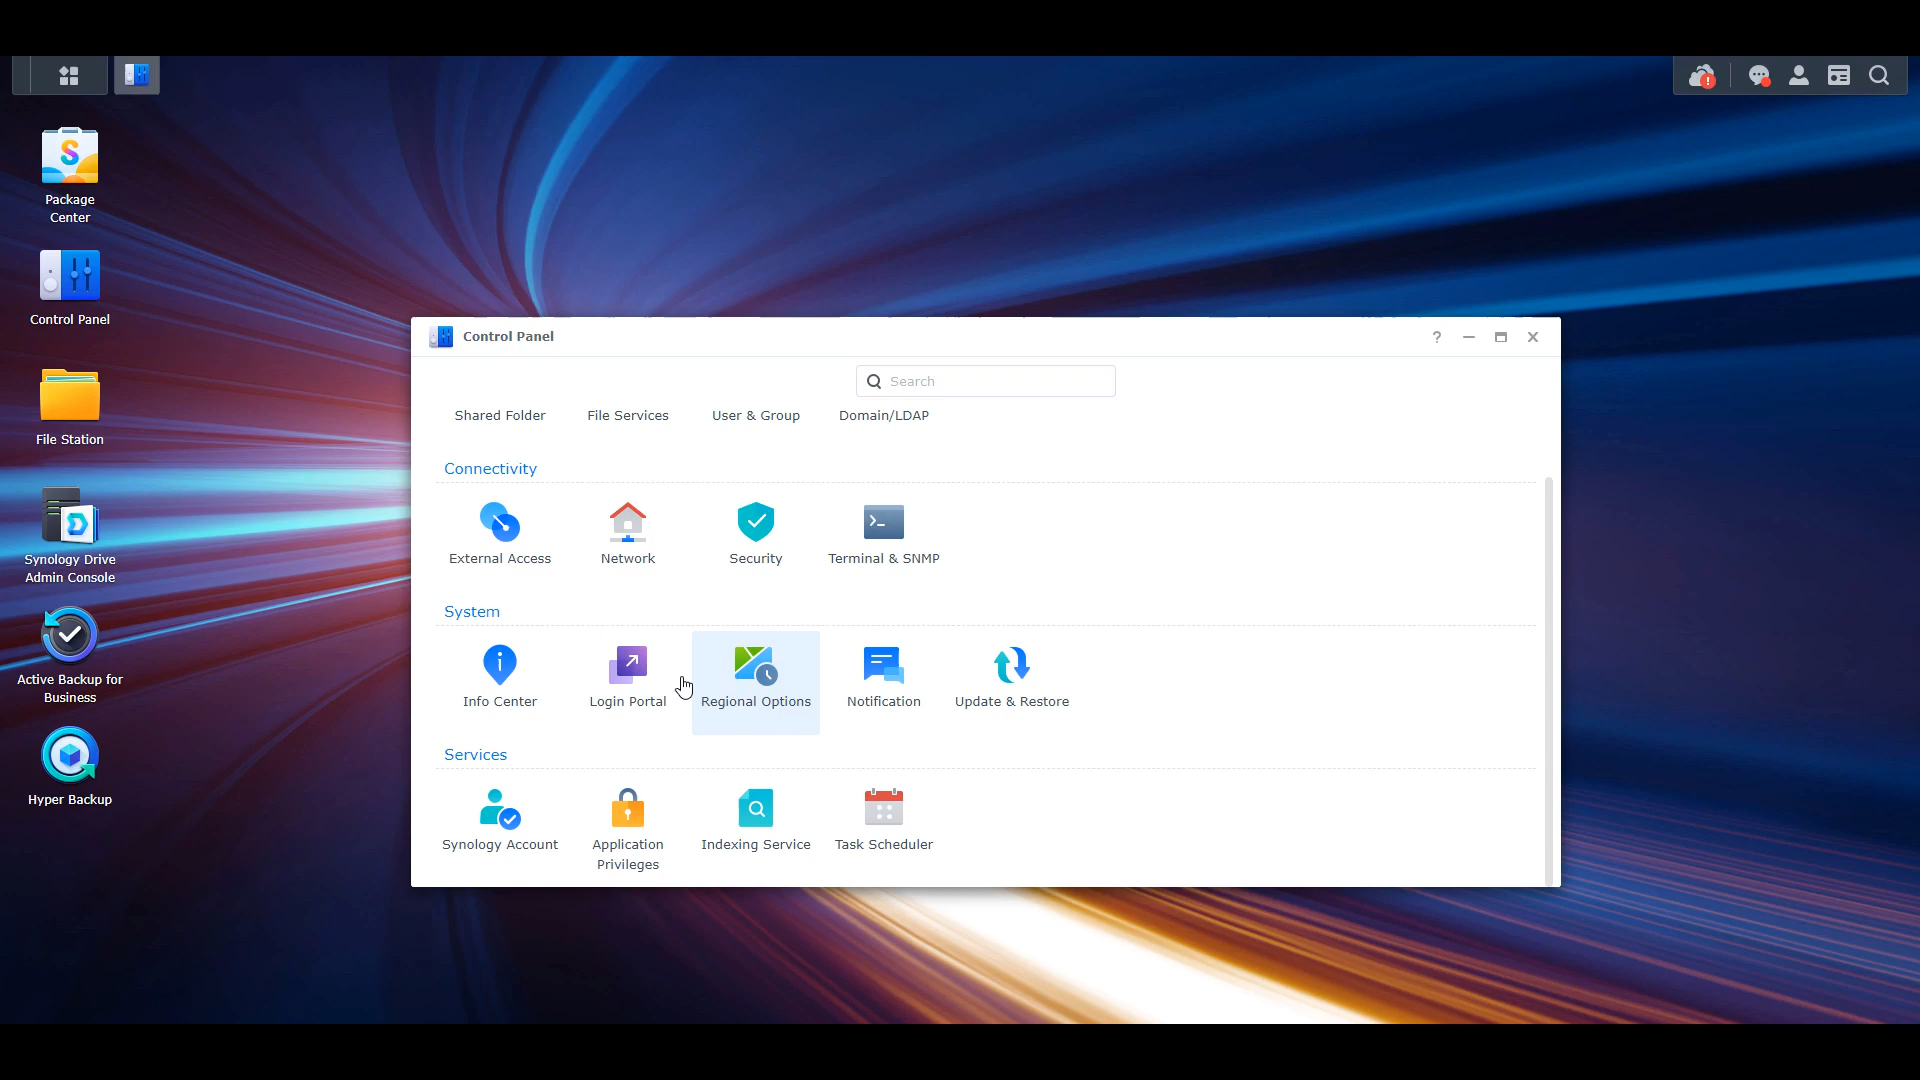 Package
Center
Control Panel
File Station
Synology Drive
Admin Console
Active Backup for
Business
Hyper Backup
Control Panel
Search
Shared Folder
File Services
User & Group
Domain/LDAP
Connectivity
External Access
Network
Security
Terminal & SNMP
System
Info Center
Login Portal
Regional Options
Notification
Update & Restore
Services
Synology Account
Application
Privileges
Indexing Service
Task Scheduler